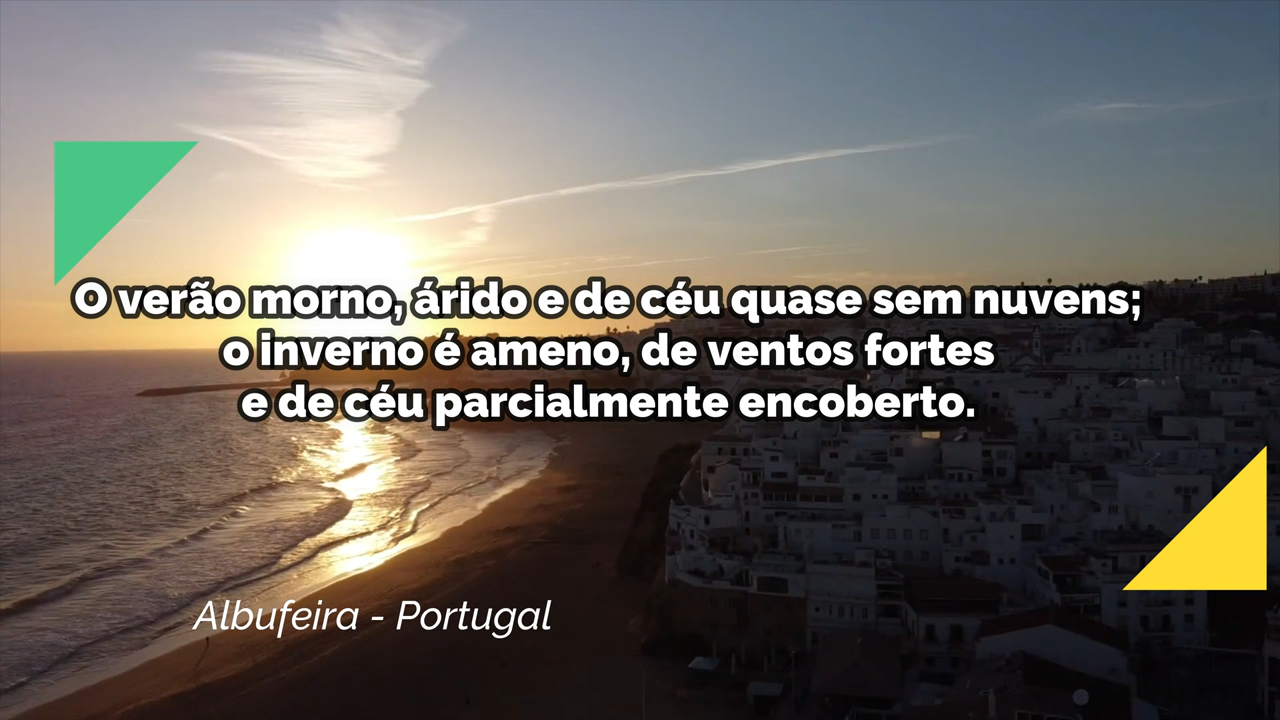 O verão morno, árido e de céu quase sem nuvens;
o inverno é ameno, de ventos fortes
e de céu parcialmente encoberto.
Albufeira - Portugal